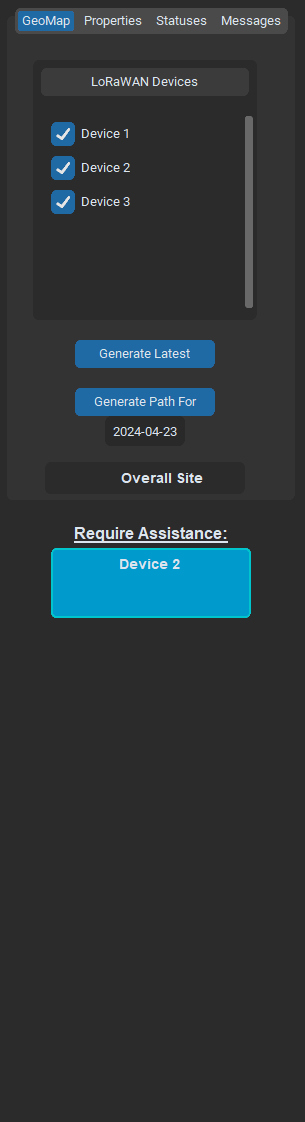 GeoMap Properties Statuses Messages
LoRaWAN Devices
Device 1
Device 2
Device 3
Generate Latest
Generate Path For
2024-04-23
Overall Site
Require Assistance:
Device 2